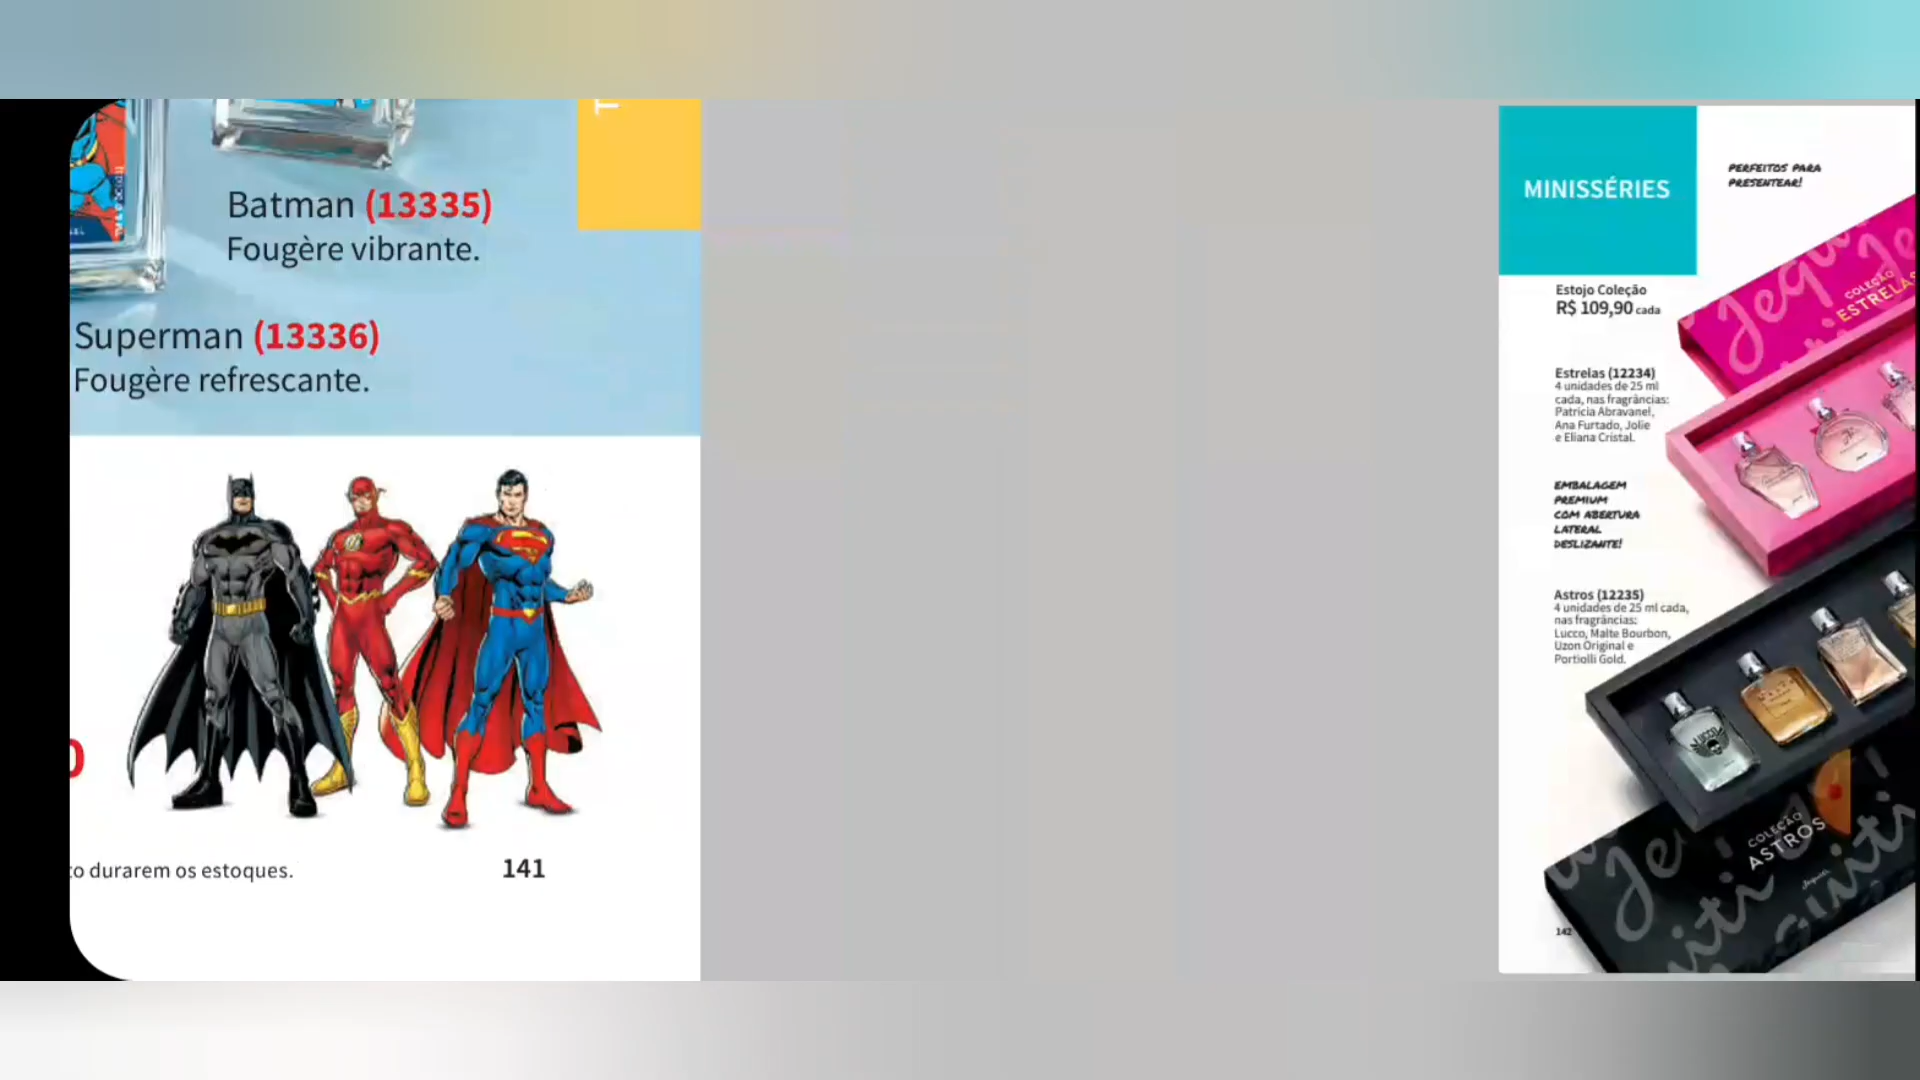 T
Batman (13335)
Fougère vibrante.
Superman (13336)
Fougère refrescante.
to durarem os estoques.
141
MINISSÉRIES
PERFEITOS PARA
PRESENTEAR!
Estojo Coleção
R$ 109,90 cada
Estrelas (12234)
4 unidades de 25 ml
cada, nas fragrâncias:
Patricia Abravanel,
Ana Furtado, Jolie
e Eliana Cristal.
EMBALAGEM
PREMIUM
COM ABERTURA
LATERAL
DESLIZANTE!
Astros (12235)
4 unidades de 25 ml cada,
nas fragrâncias:
Lucco, Malte Bourbon,
Uzon Original e
Portiolli Gold.
142
COLEÇÃO
ESTRELAS
LUCCO
COLEÇÃO
ASTROS
Jequiti